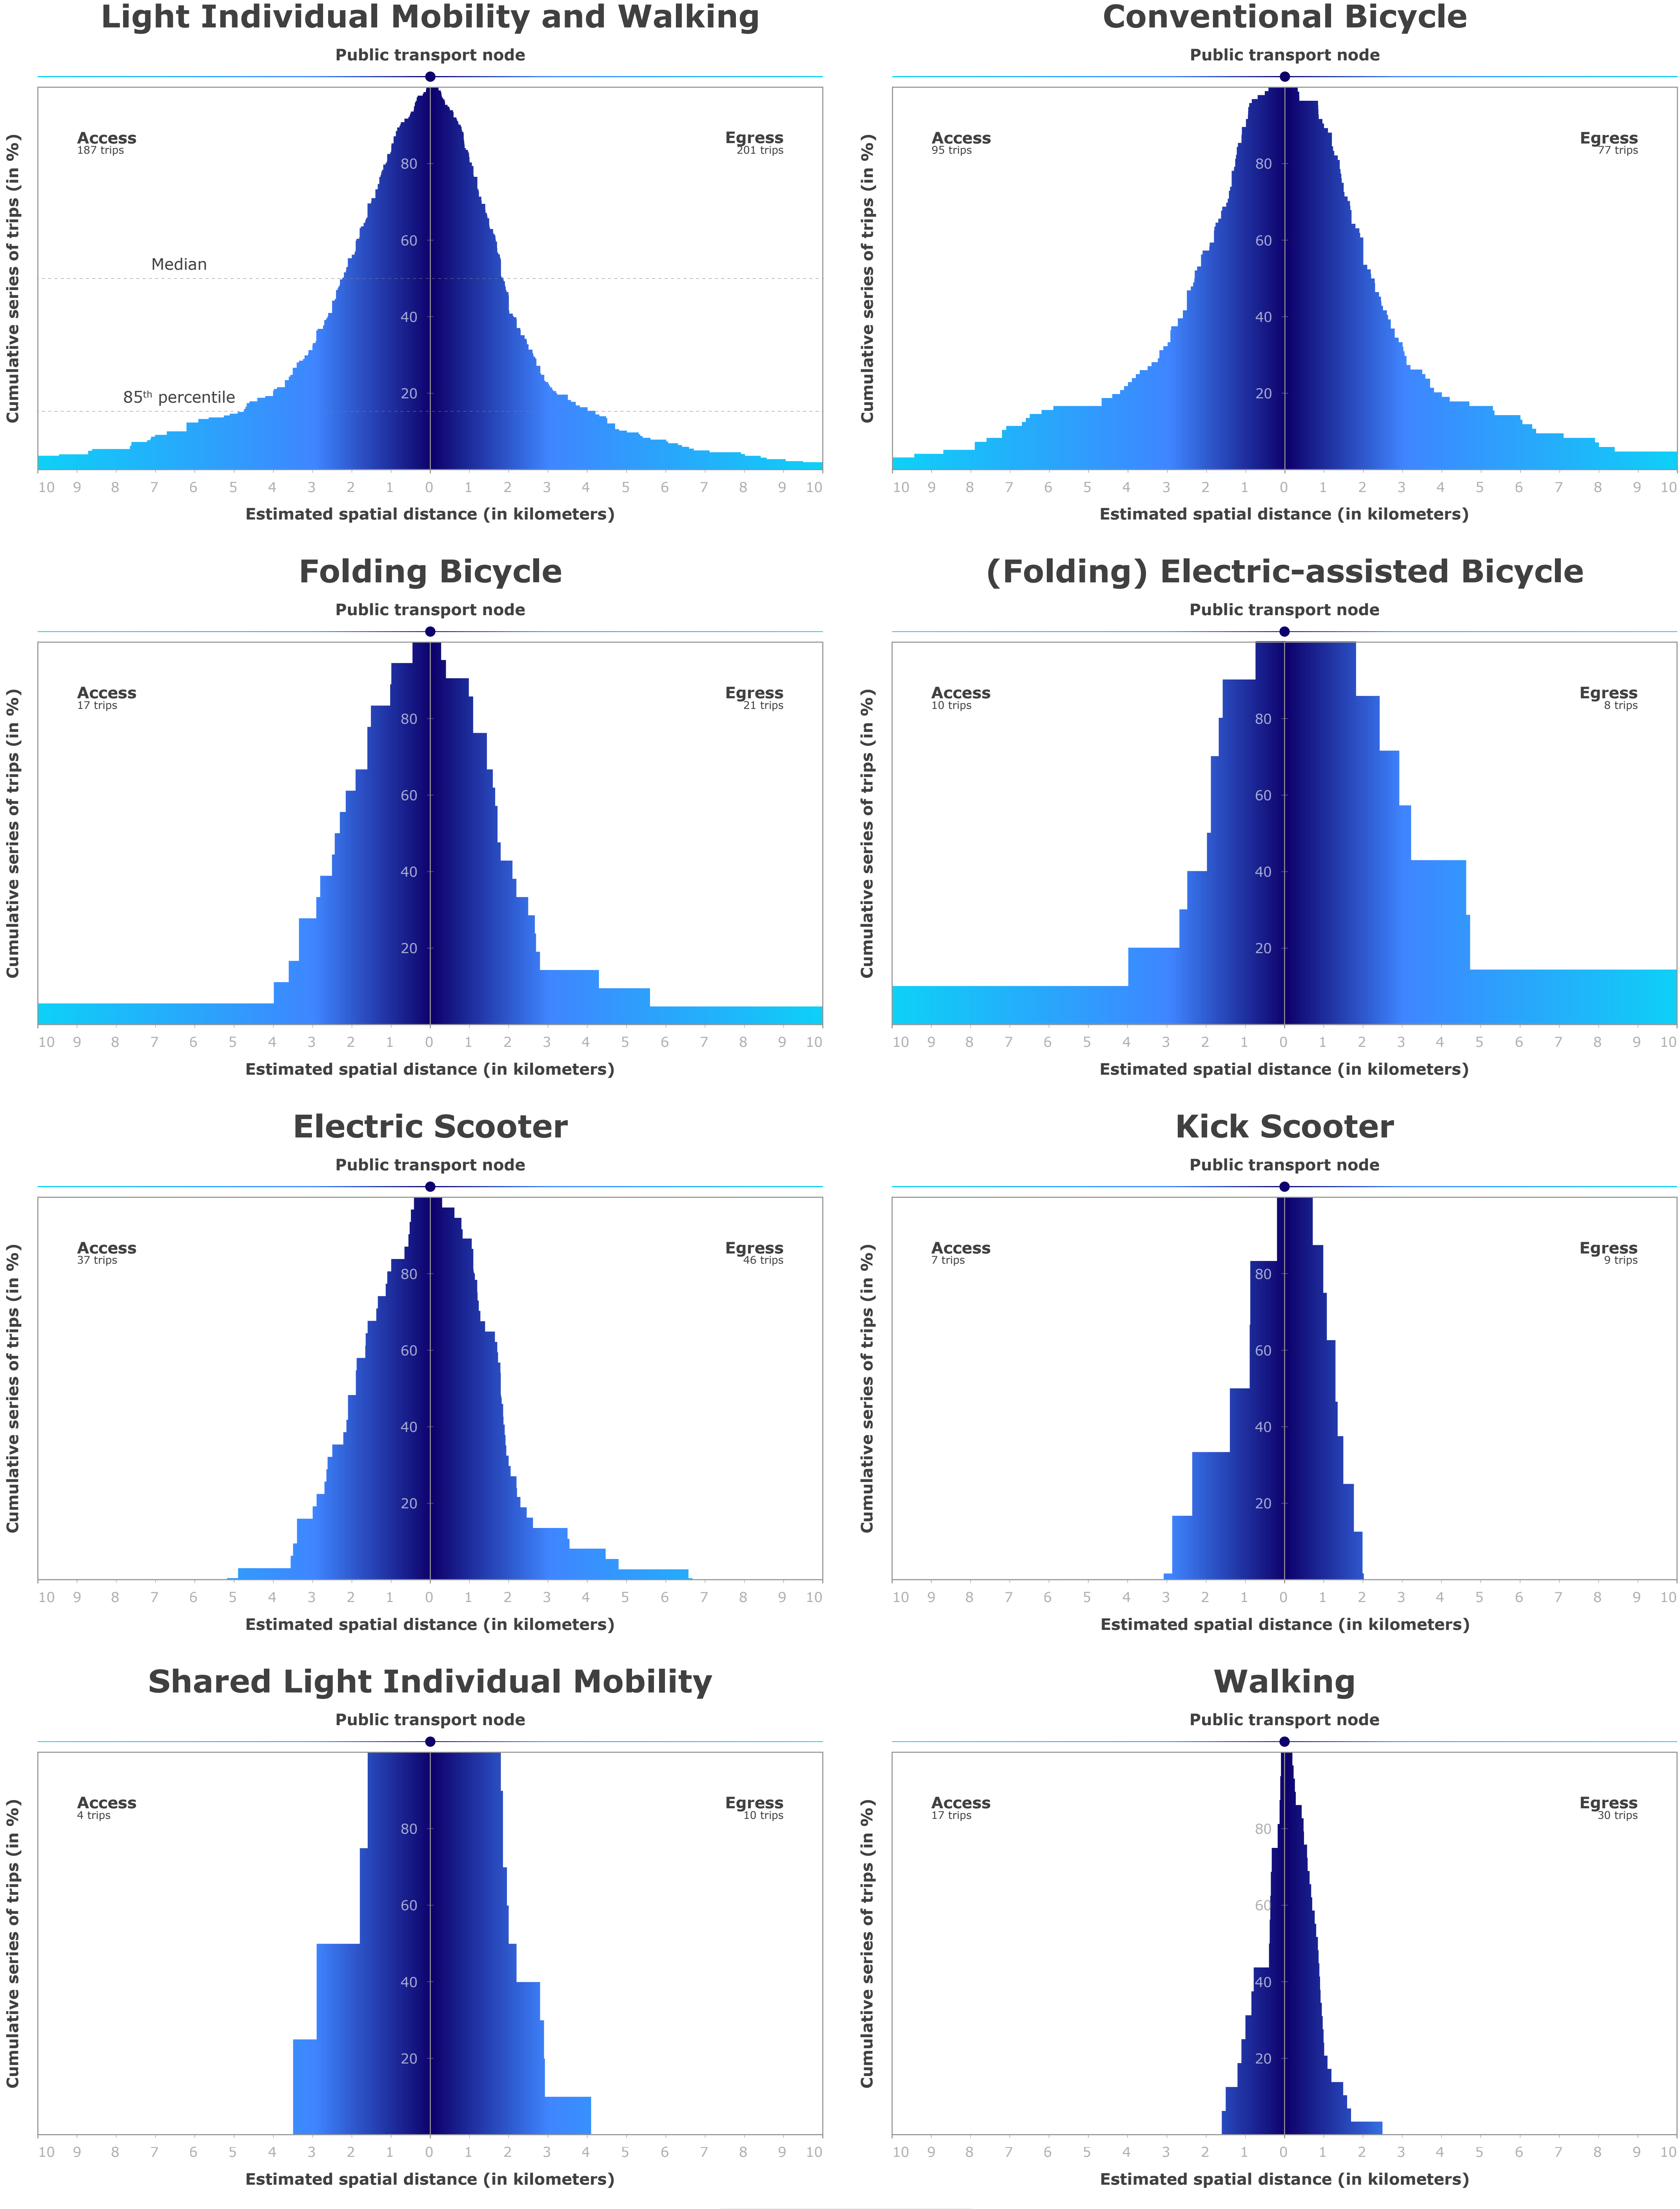 Light Individual Mobility and Walking
Public transport node
Cumulative series of trips (in %)
Access
187 trips
Egress
201 trips
80
60
Median
40
85th percentile
20
10 9 8 7 6 5 4 3 2 1 0 1 2 3 4 5 6 7 8 9 10
Estimated spatial distance (in kilometers)
Conventional Bicycle
Public transport node
Cumulative series of trips (in %)
Access
95 trips
Egress
77 trips
80
60
40
20
10 9 8 7 6 5 4 3 2 1 0 1 2 3 4 5 6 7 8 9 10
Estimated spatial distance (in kilometers)
Folding Bicycle
Public transport node
Cumulative series of trips (in %)
Access
17 trips
Egress
21 trips
80
60
40
20
10 9 8 7 6 5 4 3 2 1 0 1 2 3 4 5 6 7 8 9 10
Estimated spatial distance (in kilometers)
(Folding) Electric-assisted Bicycle
Public transport node
Cumulative series of trips (in %)
Access
10 trips
Egress
8 trips
80
60
40
20
10 9 8 7 6 5 4 3 2 1 0 1 2 3 4 5 6 7 8 9 10
Estimated spatial distance (in kilometers)
Electric Scooter
Public transport node
Cumulative series of trips (in %)
Access
37 trips
Egress
46 trips
80
60
40
20
10 9 8 7 6 5 4 3 2 1 0 1 2 3 4 5 6 7 8 9 10
Estimated spatial distance (in kilometers)
Kick Scooter
Public transport node
Cumulative series of trips (in %)
Access
7 trips
Egress
9 trips
80
60
40
20
10 9 8 7 6 5 4 3 2 1 0 1 2 3 4 5 6 7 8 9 10
Estimated spatial distance (in kilometers)
Shared Light Individual Mobility
Public transport node
Cumulative series of trips (in %)
Access
4 trips
Egress
10 trips
80
60
40
20
10 9 8 7 6 5 4 3 2 1 0 1 2 3 4 5 6 7 8 9 10
Estimated spatial distance (in kilometers)
Walking
Public transport node
Cumulative series of trips (in %)
Access
17 trips
Egress
30 trips
80
60
40
20
10 9 8 7 6 5 4 3 2 1 0 1 2 3 4 5 6 7 8 9 10
Estimated spatial distance (in kilometers)